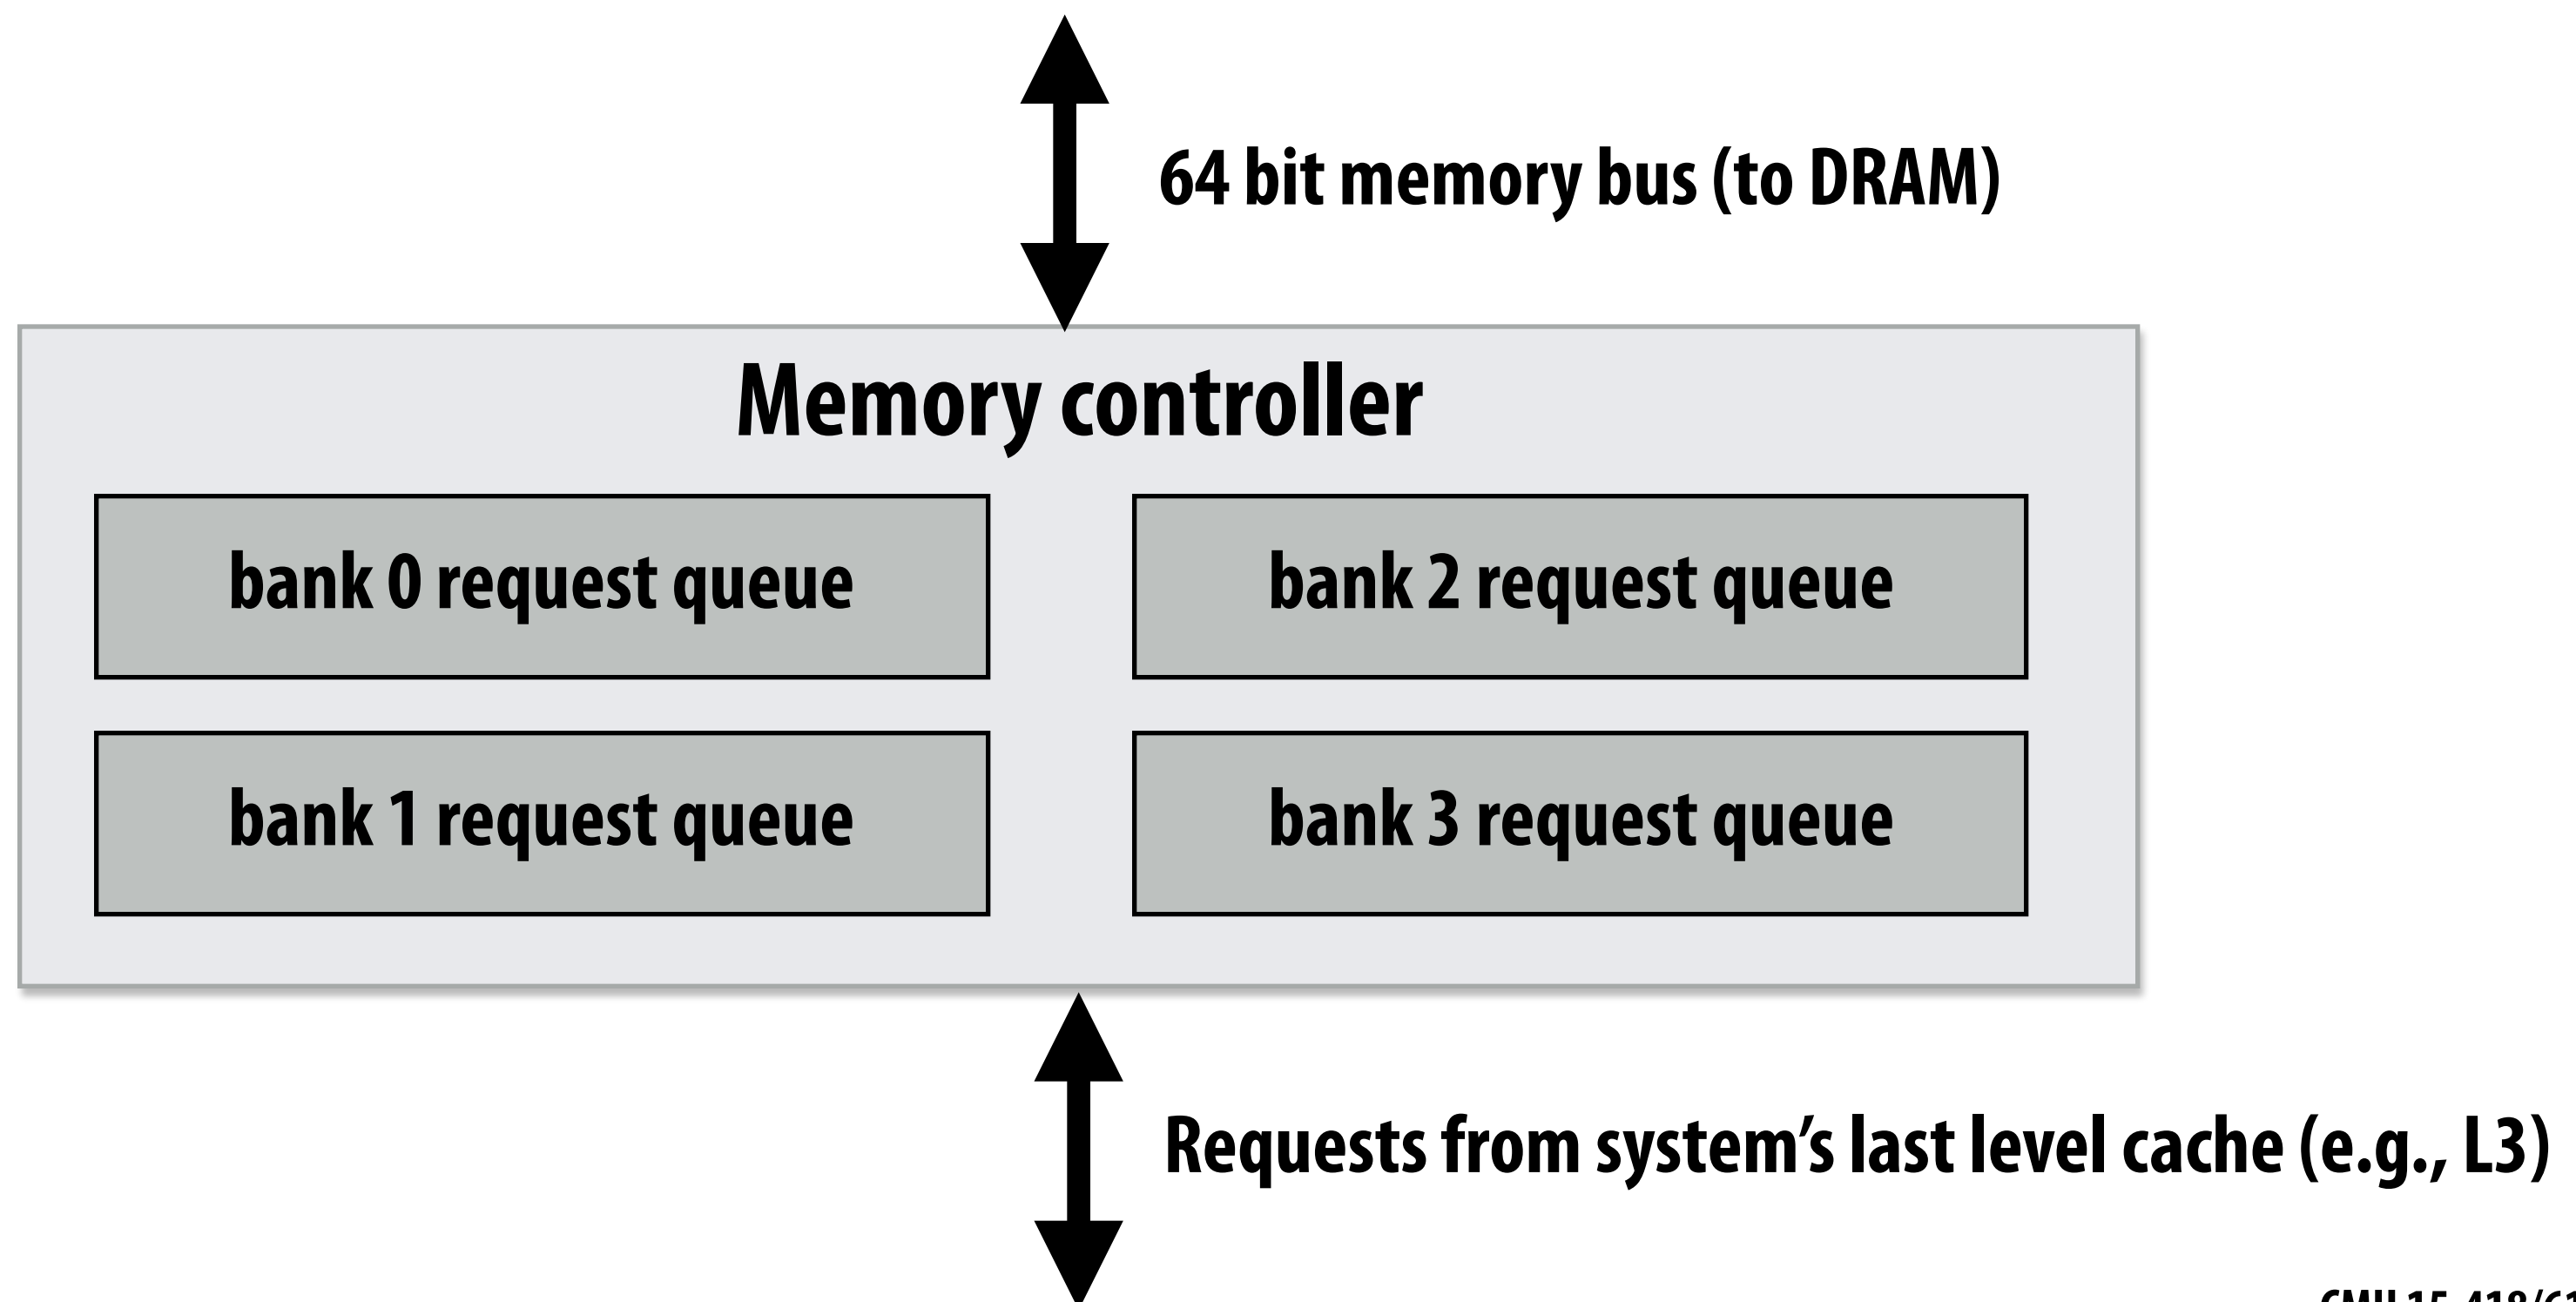 64 bit memory bus (to DRAM)
Memory controller
bank 0 request queue
bank 2 request queue
bank 1 request queue
bank 3 request queue
Requests from system’s last level cache (e.g., L3)